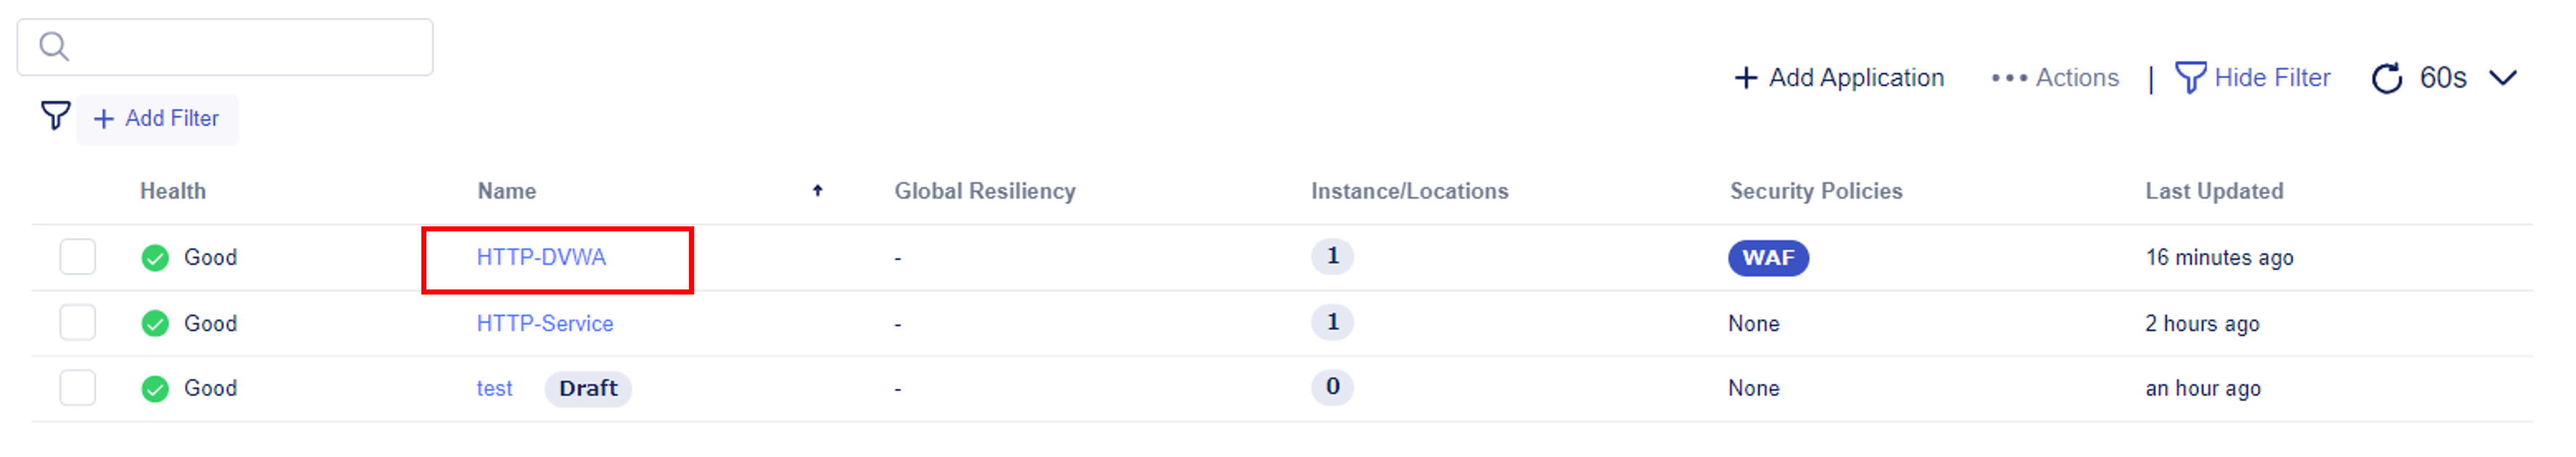 + Add Application ••• Actions | Hide Filter 60s
+ Add Filter
Health Name Global Resiliency Instance/Locations Security Policies Last Updated
Good HTTP-DVWA - 1 WAF 16 minutes ago
Good HTTP-Service - 1 None 2 hours ago
Good test Draft - 0 None an hour ago